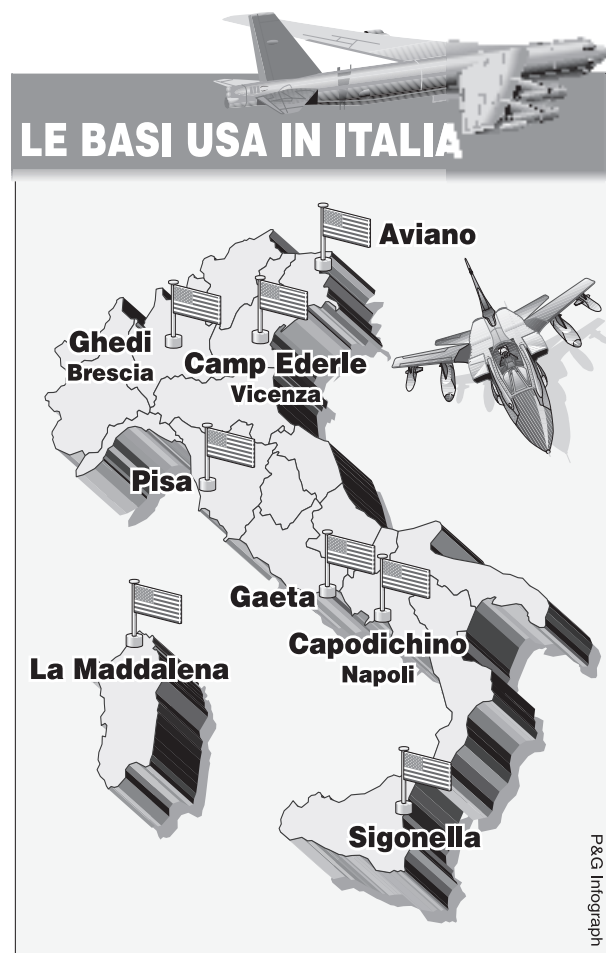 LE BASI USA IN ITALIA
Aviano
Ghedi
Brescia
Camp Ederle
Vicenza
Pisa
Gaeta
Capodichino
Napoli
La Maddalena
Sigonella
P&G Infograph